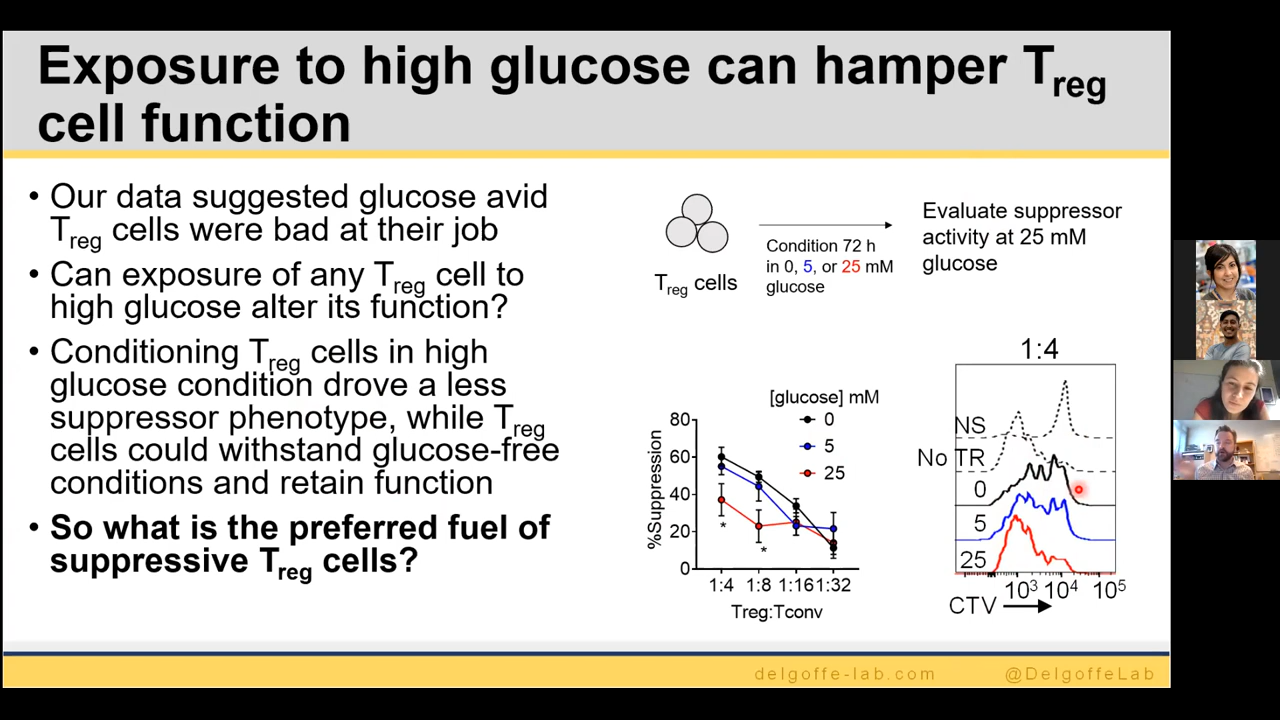 Exposure to high glucose can hamper Treg
cell function
• Our data suggested glucose avid
Treg cells were bad at their job
• Can exposure of any Treg cell to
high glucose alter its function?
• Conditioning Treg cells in high
glucose condition drove a less
suppressor phenotype, while Treg
cells could withstand glucose-free
conditions and retain function
• So what is the preferred fuel of
suppressive Treg cells?
Treg cells
Condition 72 h
in 0, 5, or 25 mM
glucose
Evaluate suppressor
activity at 25 mM
glucose
[glucose] mM
0
5
25
%Suppression
80
60
40
20
0
*
*
1:4 1:8 1:16 1:32
Treg:Tconv
1:4
NS
No TR
0
5
25
10³ 10⁴ 10⁵
CTV
delgoffe-lab.com @DelgoffeLab